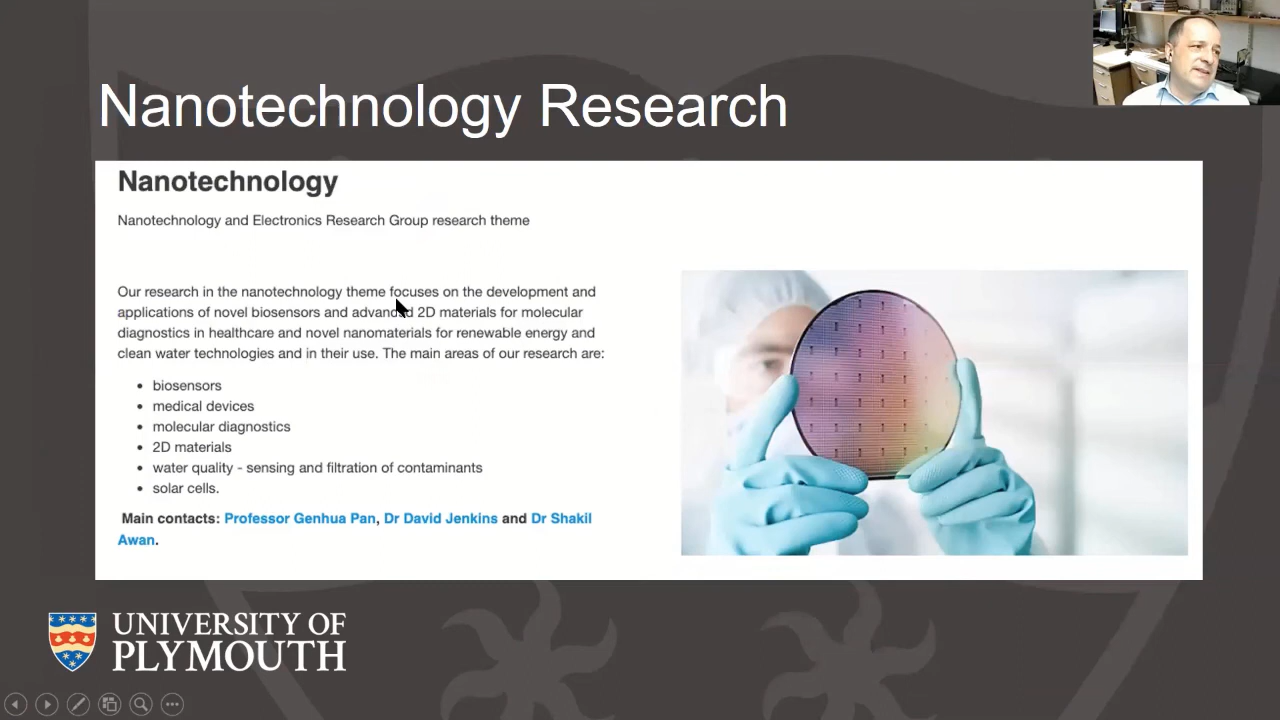 Nanotechnology Research
Nanotechnology
Nanotechnology and Electronics Research Group research theme
Our research in the nanotechnology theme focuses on the development and
applications of novel biosensors and advanced 2D materials for molecular
diagnostics in healthcare and novel nanomaterials for renewable energy and
clean water technologies and in their use. The main areas of our research are:
• biosensors
• medical devices
• molecular diagnostics
• 2D materials
• water quality - sensing and filtration of contaminants
• solar cells.
Main contacts: Professor Genhua Pan, Dr David Jenkins and Dr Shakil
Awan.
UNIVERSITY OF
PLYMOUTH